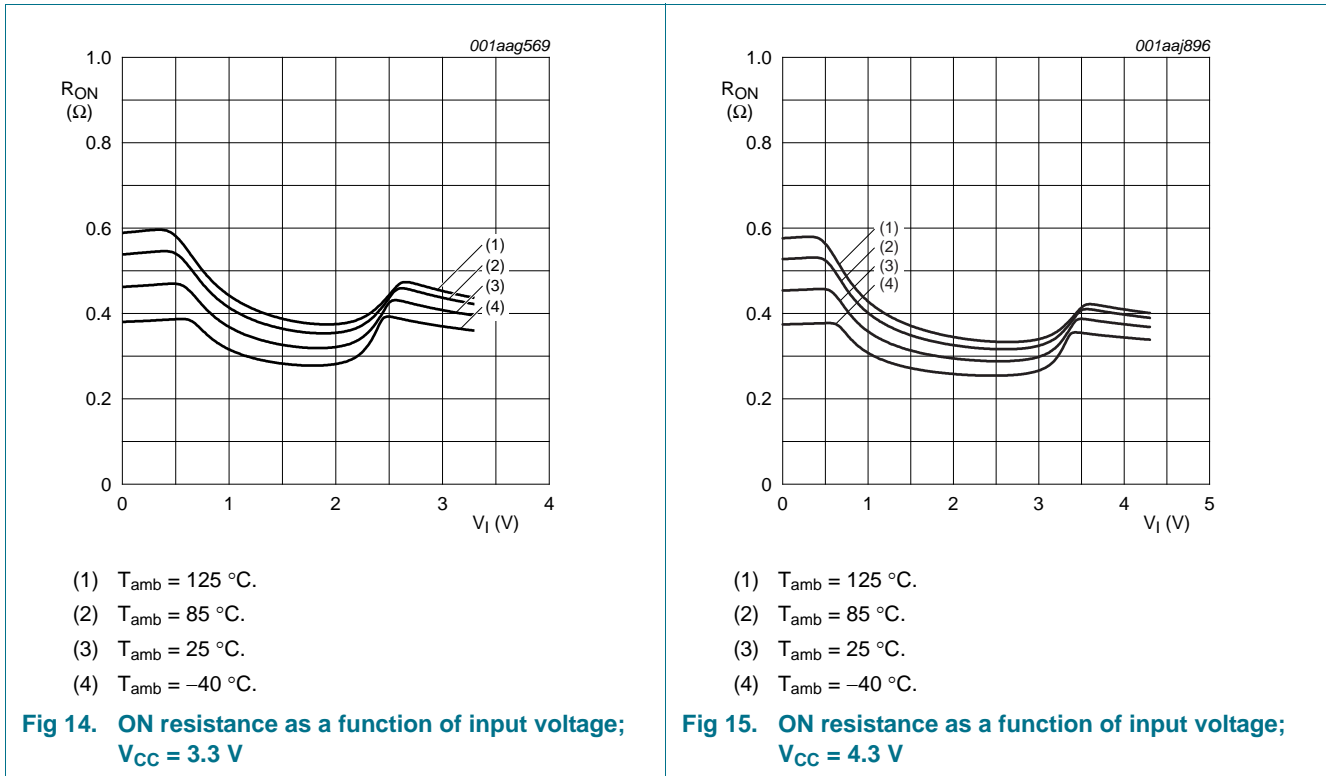 001aag569
1.0
RON
(Ω)
0.8
0.6
0.4
0.2
0
0
1
2
3
4
VI (V)
(1)
(2)
(3)
(4)
(1) Tamb = 125 °C.
(2) Tamb = 85 °C.
(3) Tamb = 25 °C.
(4) Tamb = −40 °C.
Fig 14. ON resistance as a function of input voltage;
VCC = 3.3 V
001aaj896
1.0
RON
(Ω)
0.8
0.6
0.4
0.2
0
0
1
2
3
4
5
VI (V)
(1)
(2)
(3)
(4)
(1) Tamb = 125 °C.
(2) Tamb = 85 °C.
(3) Tamb = 25 °C.
(4) Tamb = −40 °C.
Fig 15. ON resistance as a function of input voltage;
VCC = 4.3 V